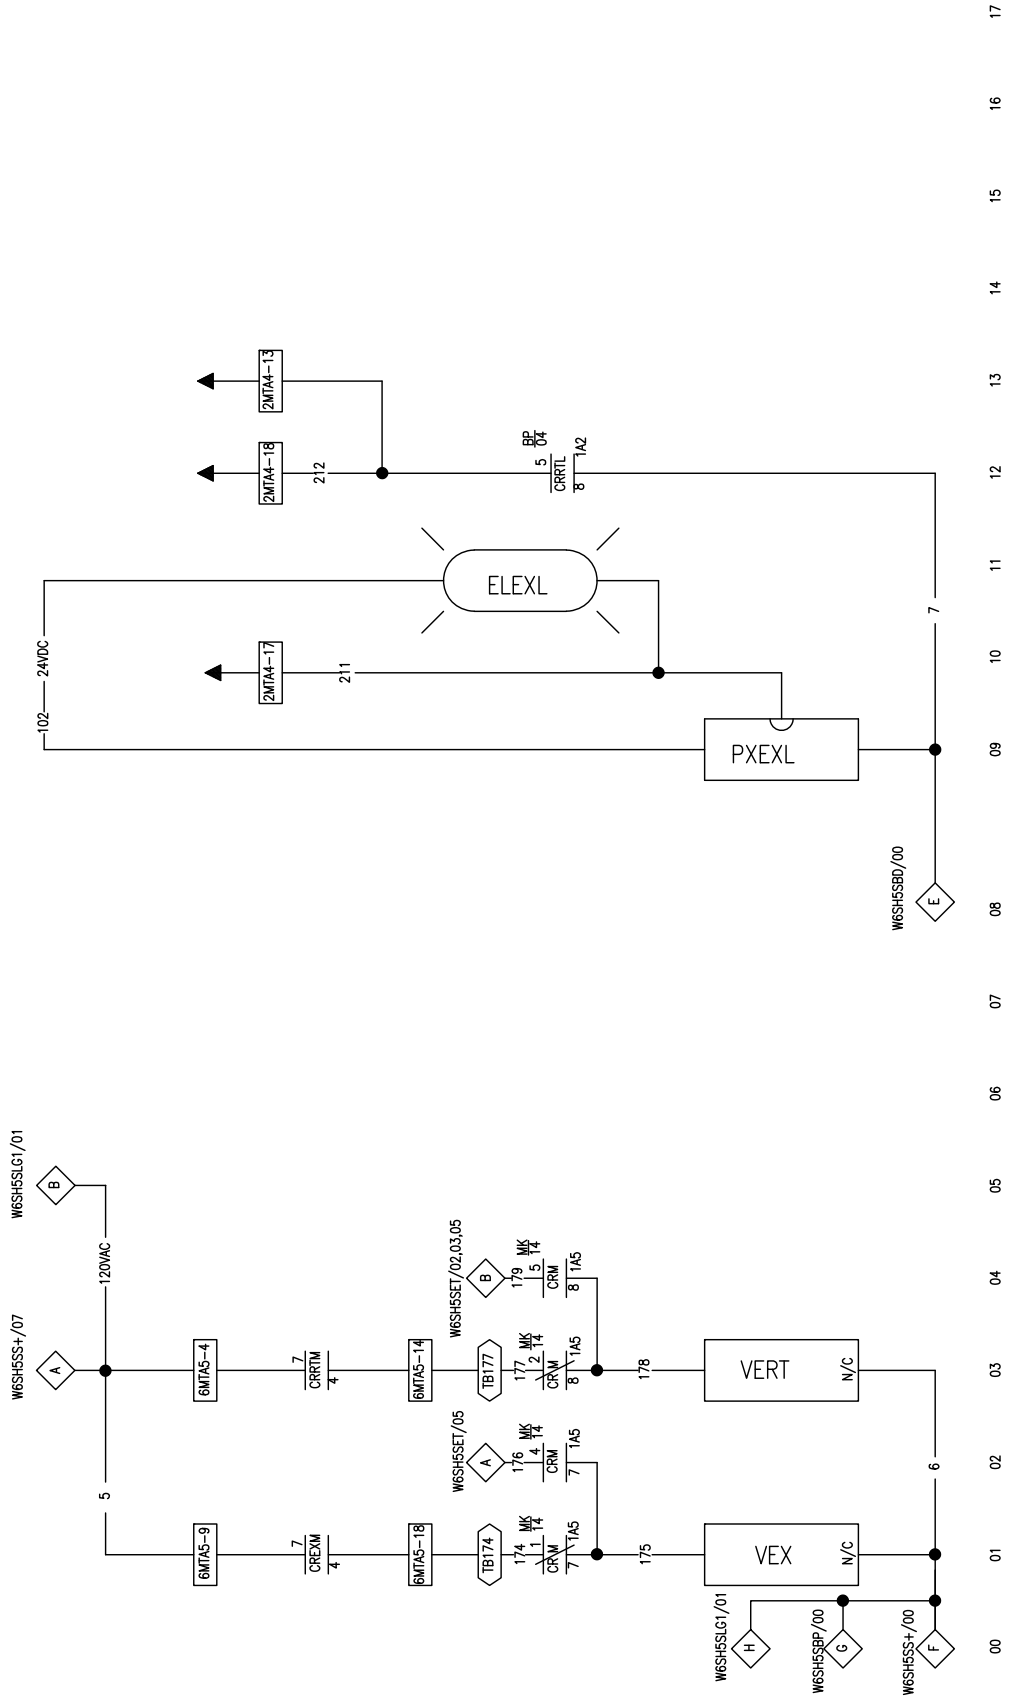 W6SH5SS+/07
A
W6SH5SLG1/01
B
120VAC
5
6MTA5-9
7
CREXM
4
6MTA5-18
TB174
174
MK
14
1
CRM
7
1A5
175
VEX
N/C
W6SH5SET/05
A
176
MK
14
4
CRM
7
1A5
6MTA5-4
7
CRRTM
4
6MTA5-14
TB177
177
MK
14
2
CRM
8
1A5
178
VERT
N/C
W6SH5SET/02,03,05
B
179
MK
14
5
CRM
8
1A5
6
W6SH5SLG1/01
H
W6SH5SBP/00
G
W6SH5SS+/00
F
W6SH5SBD/00
E
102
24VDC
PXEXL
2MTA4-17
211
ELEXL
7
2MTA4-18
212
2MTA4-13
BP
04
5
CRRTL
8
1A2
00
01
02
03
04
05
06
07
08
09
10
11
12
13
14
15
16
17